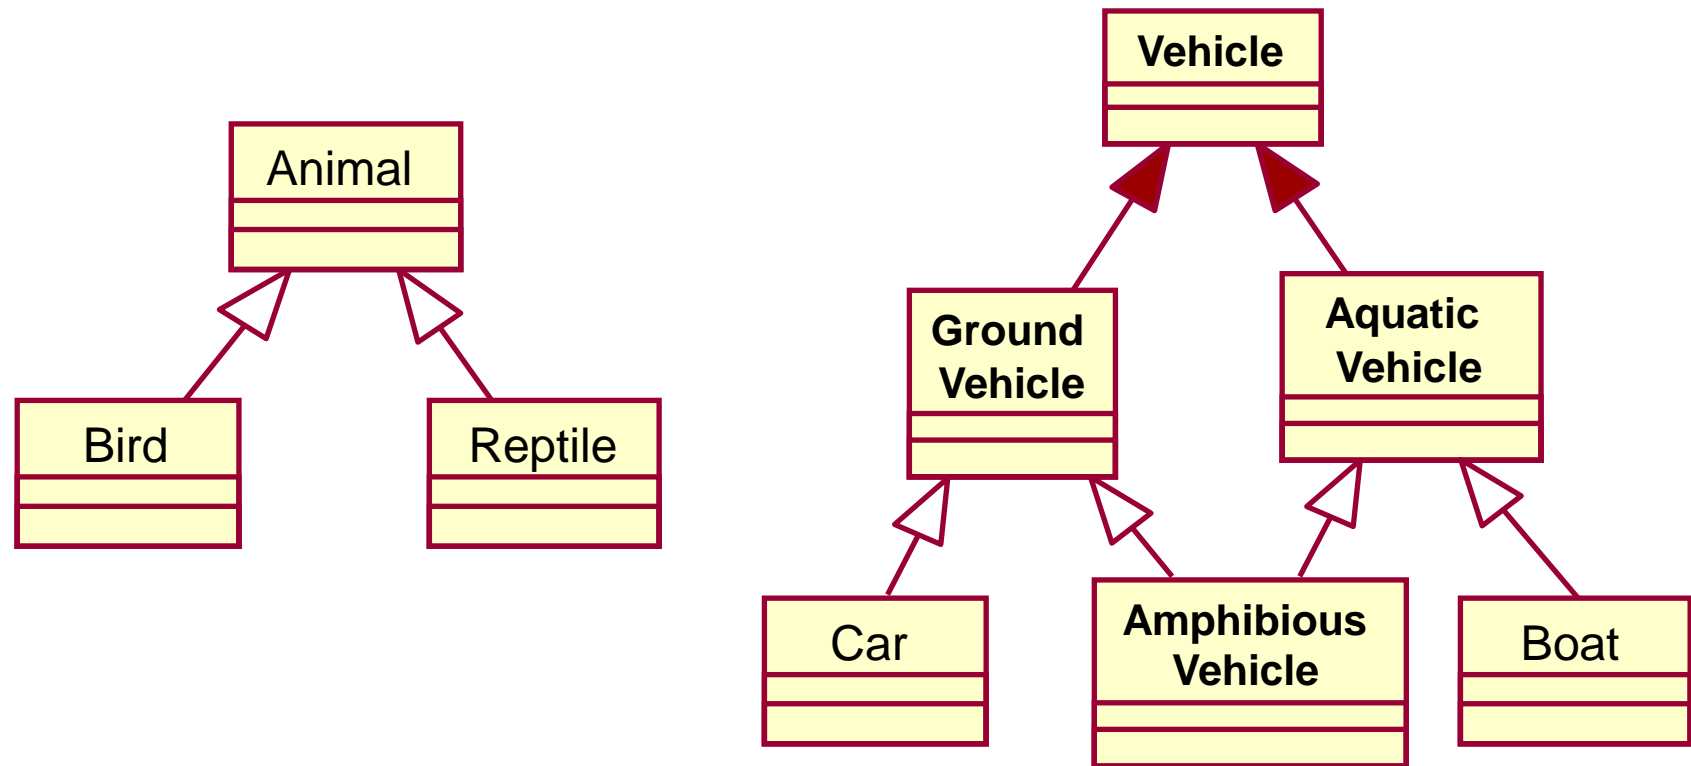 Animal
Bird
Reptile
Vehicle
Ground
Vehicle
Aquatic
Vehicle
Car
Amphibious
Vehicle
Boat